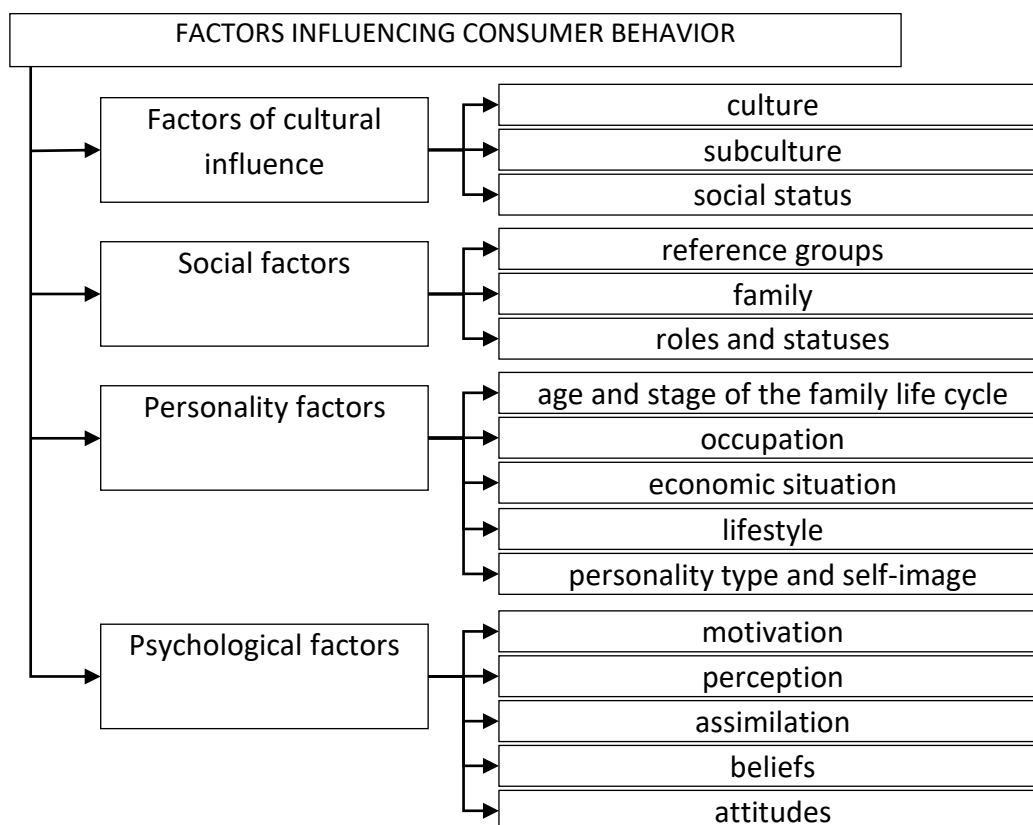 FACTORS INFLUENCING CONSUMER BEHAVIOR
Factors of cultural
influence
culture
subculture
social status
Social factors
reference groups
family
roles and statuses
Personality factors
age and stage of the family life cycle
occupation
economic situation
lifestyle
personality type and self-image
Psychological factors
motivation
perception
assimilation
beliefs
attitudes